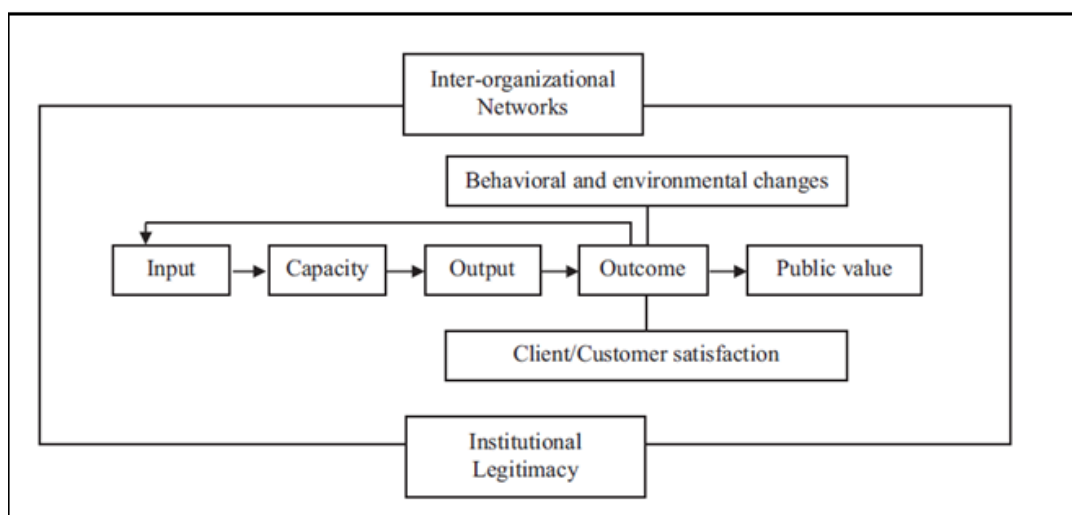 Inter-organizational
Networks
Behavioral and environmental changes
Input
Capacity
Output
Outcome
Public value
Client/Customer satisfaction
Institutional
Legitimacy